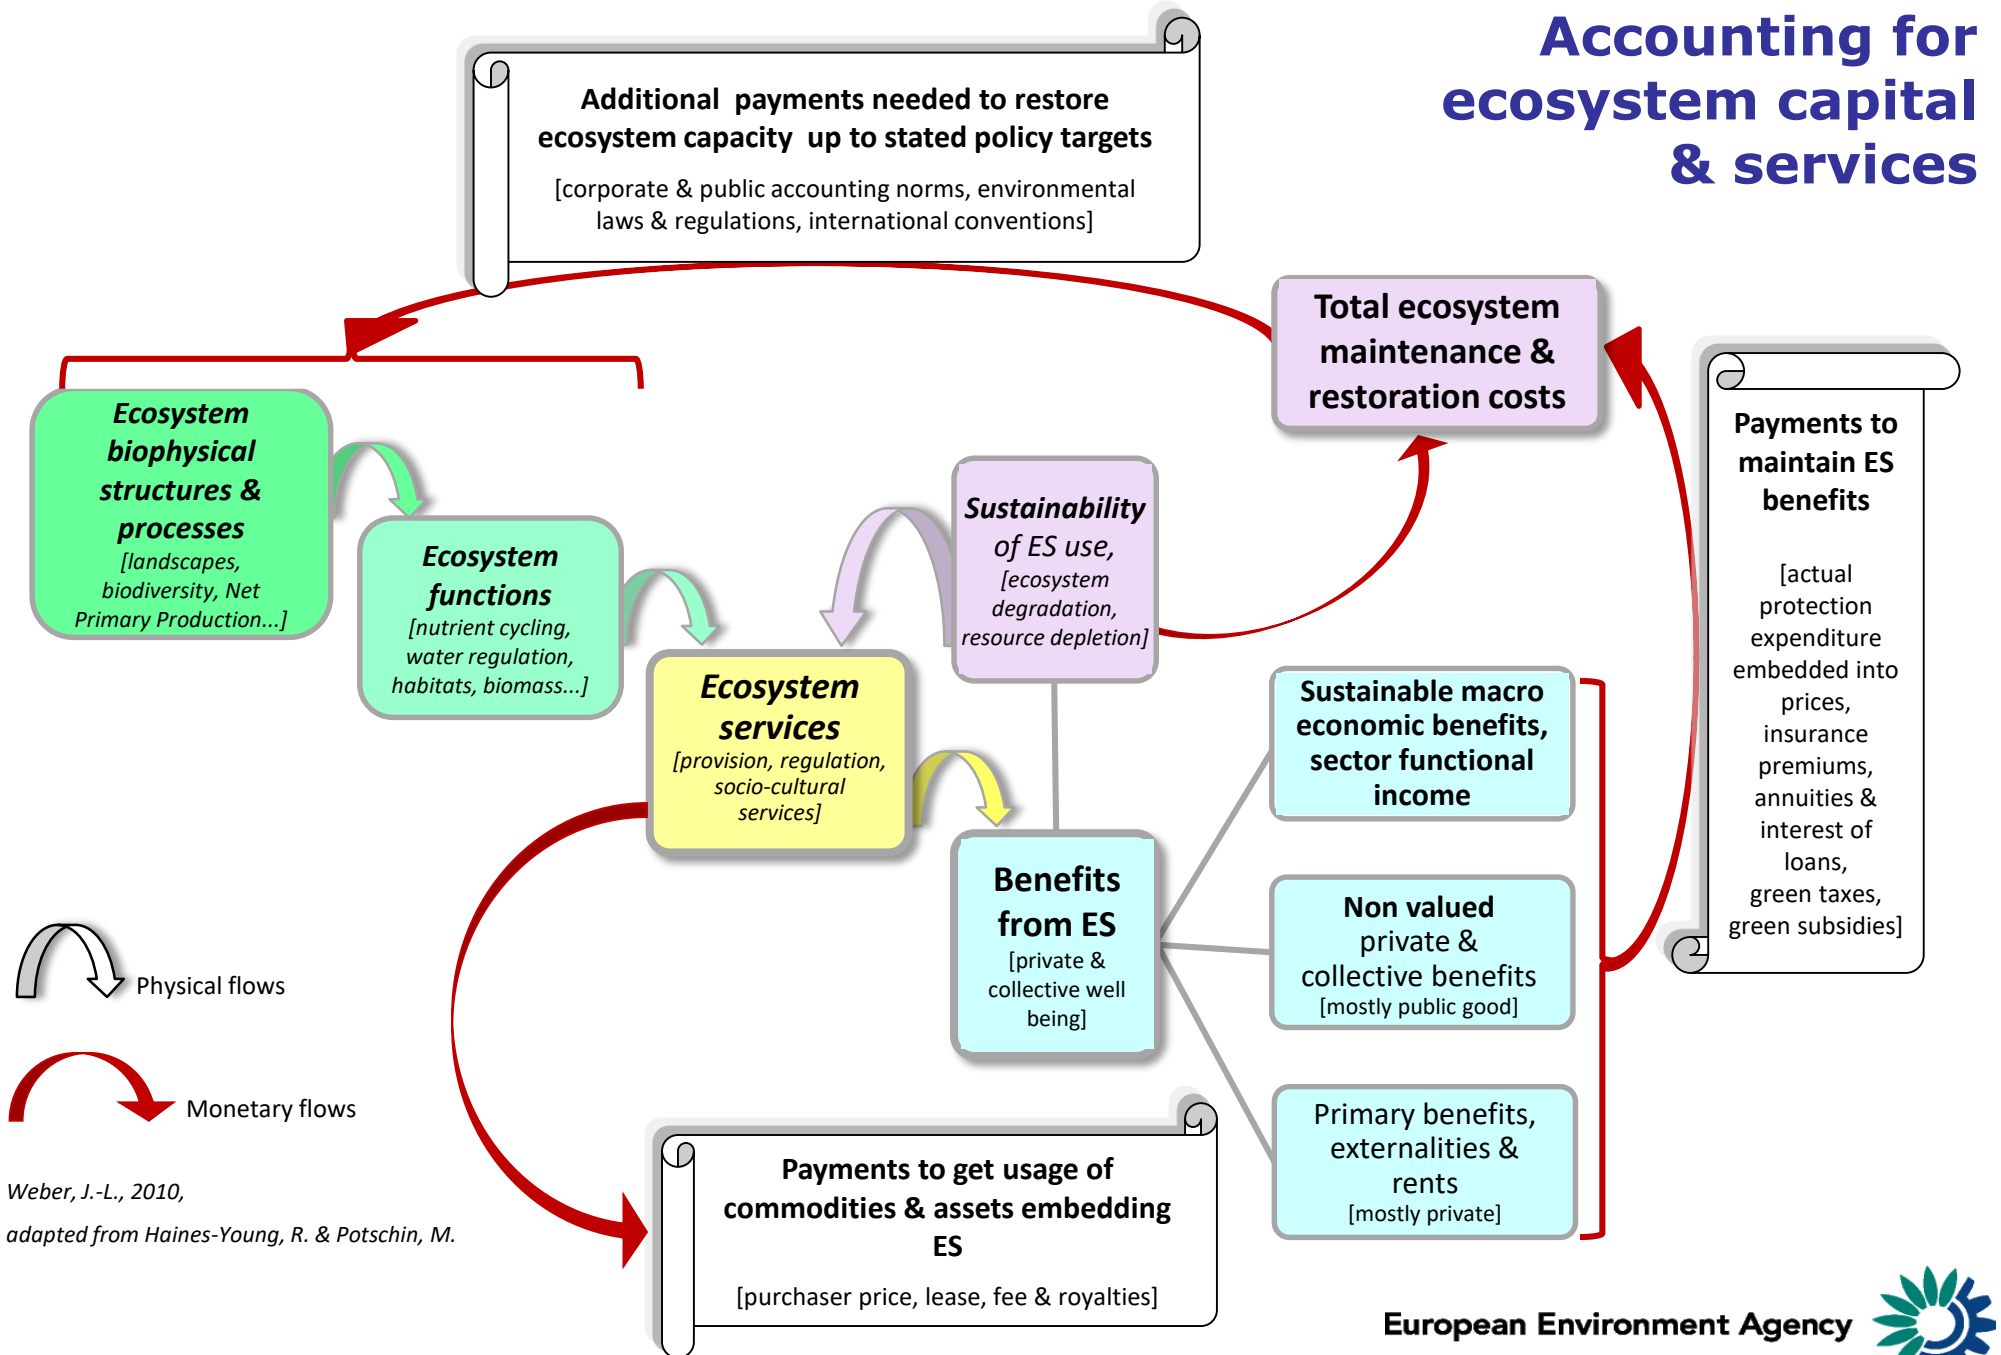 Accounting for
ecosystem capital
& services
Additional payments needed to restore
ecosystem capacity up to stated policy targets
[corporate & public accounting norms, environmental
laws & regulations, international conventions]
Total ecosystem
maintenance &
restoration costs
Payments to
maintain ES
benefits
[actual
protection
expenditure
embedded into
prices,
insurance
premiums,
annuities &
interest of
loans,
green taxes,
green subsidies]
Ecosystem
biophysical
structures &
processes
[landscapes,
biodiversity, Net
Primary Production...]
Ecosystem
functions
[nutrient cycling,
water regulation,
habitats, biomass...]
Sustainability
of ES use,
[ecosystem
degradation,
resource depletion]
Ecosystem
services
[provision, regulation,
socio-cultural
services]
Sustainable macro
economic benefits,
sector functional
income
Benefits
from ES
[private &
collective well
being]
Non valued
private &
collective benefits
[mostly public good]
Primary benefits,
externalities &
rents
[mostly private]
Physical flows
Monetary flows
Payments to get usage of
commodities & assets embedding
ES
[purchaser price, lease, fee & royalties]
Weber, J.-L., 2010,
adapted from Haines-Young, R. & Potschin, M.
European Environment Agency